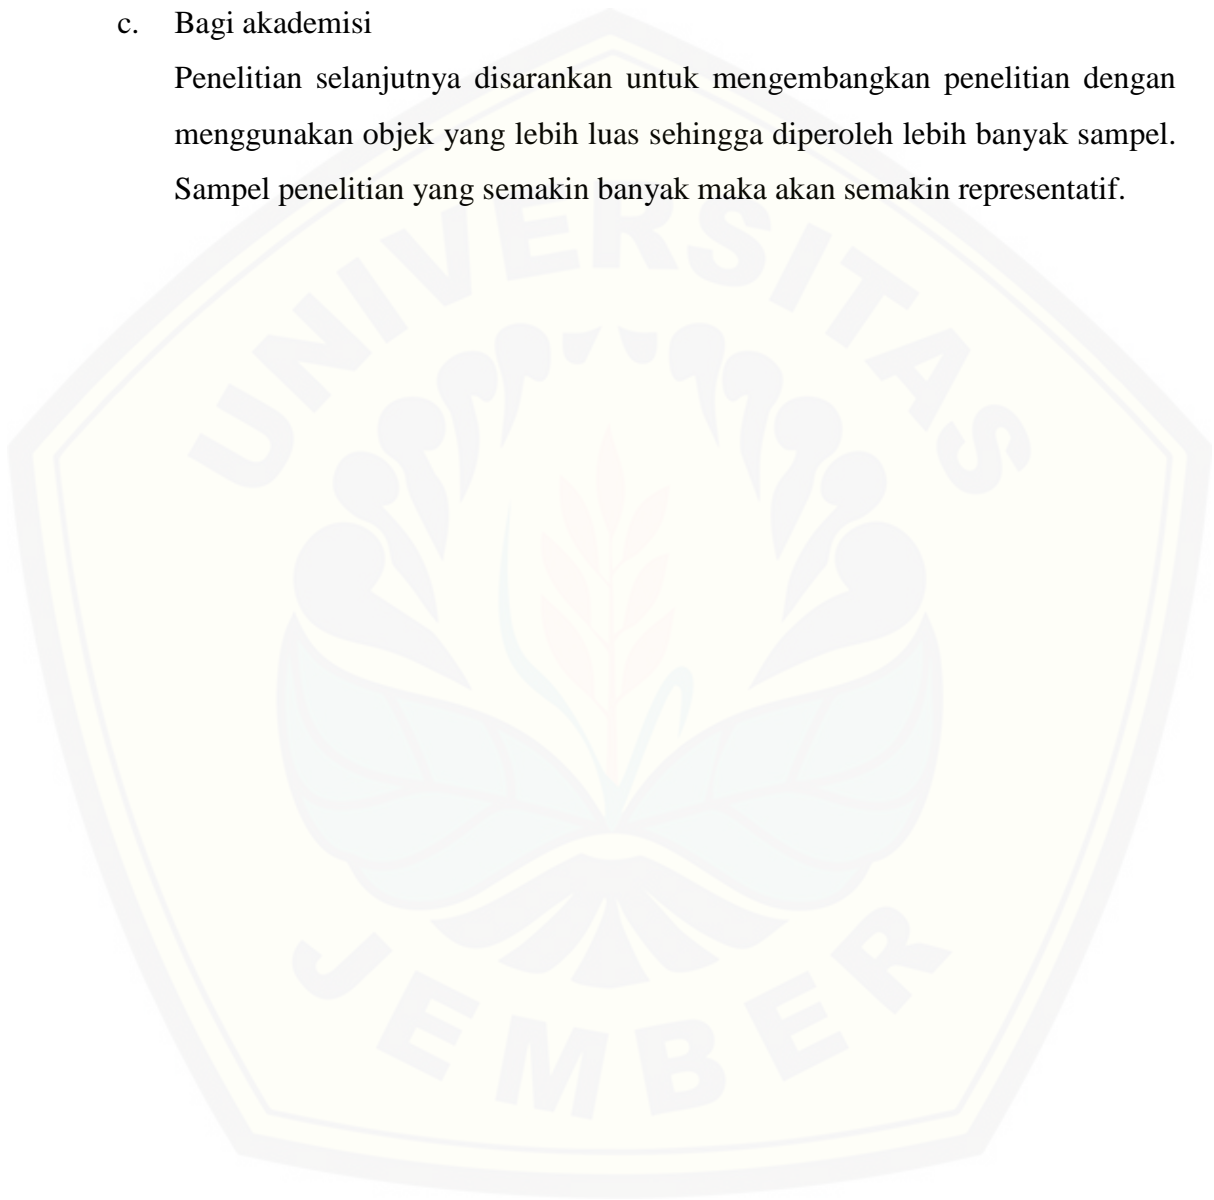 c. Bagi akademisi
Penelitian selanjutnya disarankan untuk mengembangkan penelitian dengan
menggunakan objek yang lebih luas sehingga diperoleh lebih banyak sampel.
Sampel penelitian yang semakin banyak maka akan semakin representatif.
UNIVERSITAS
JEMBER